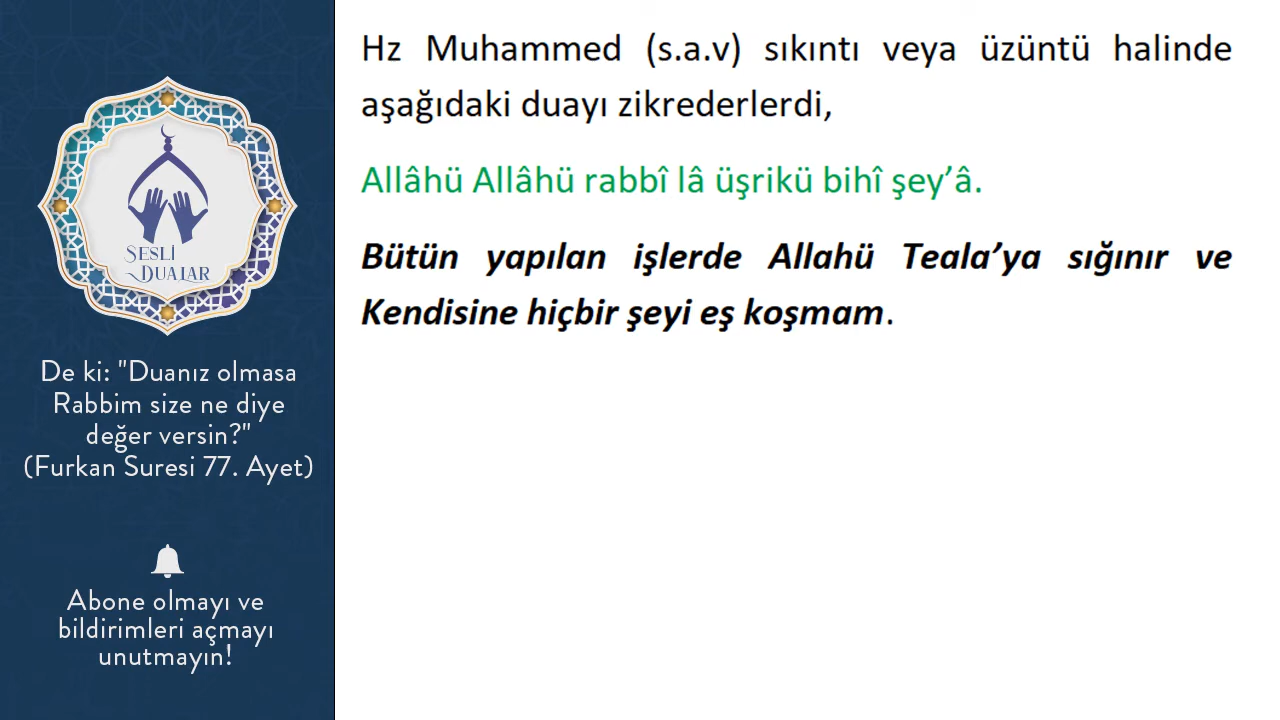 SESLİ
DUALAR
De ki: "Duanız olmasa
Rabbim size ne diye
değer versin?"
(Furkan Suresi 77. Ayet)
Abone olmayı ve
bildirimleri açmayı
unutmayın!
Hz Muhammed (s.a.v) sıkıntı veya üzüntü halinde
aşağıdaki duayı zikrederlerdi,
Allâhü Allâhü rabbî lâ üşrikü bihî şey’â.
Bütün yapılan işlerde Allahü Teala’ya sığınır ve
Kendisine hiçbir şeyi eş koşmam.